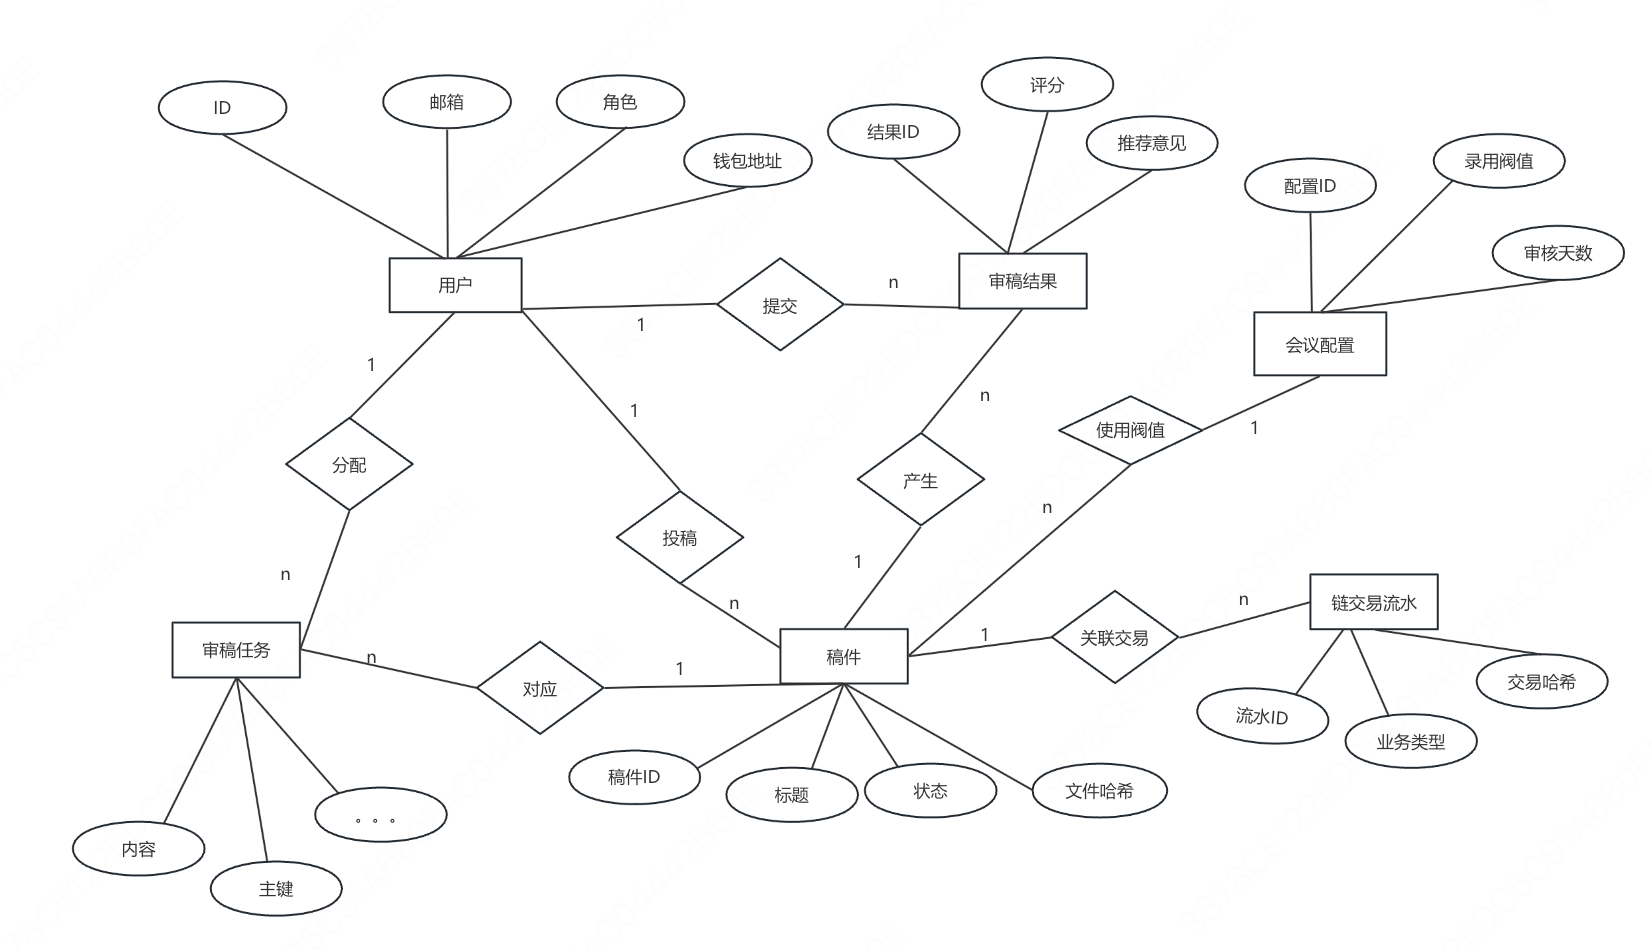 评分
ID
邮箱
角色
结果ID
推荐意见
钱包地址
录用阀值
配置ID
审核天数
用户
审稿结果
提交
n
1
会议配置
1
1
n
使用阀值
1
分配
产生
n
投稿
1
n
n
1
n
链交易流水
关联交易
审稿任务
n
对应
1
稿件
交易哈希
流水ID
业务类型
稿件ID
标题
状态
文件哈希
。。。
内容
主键